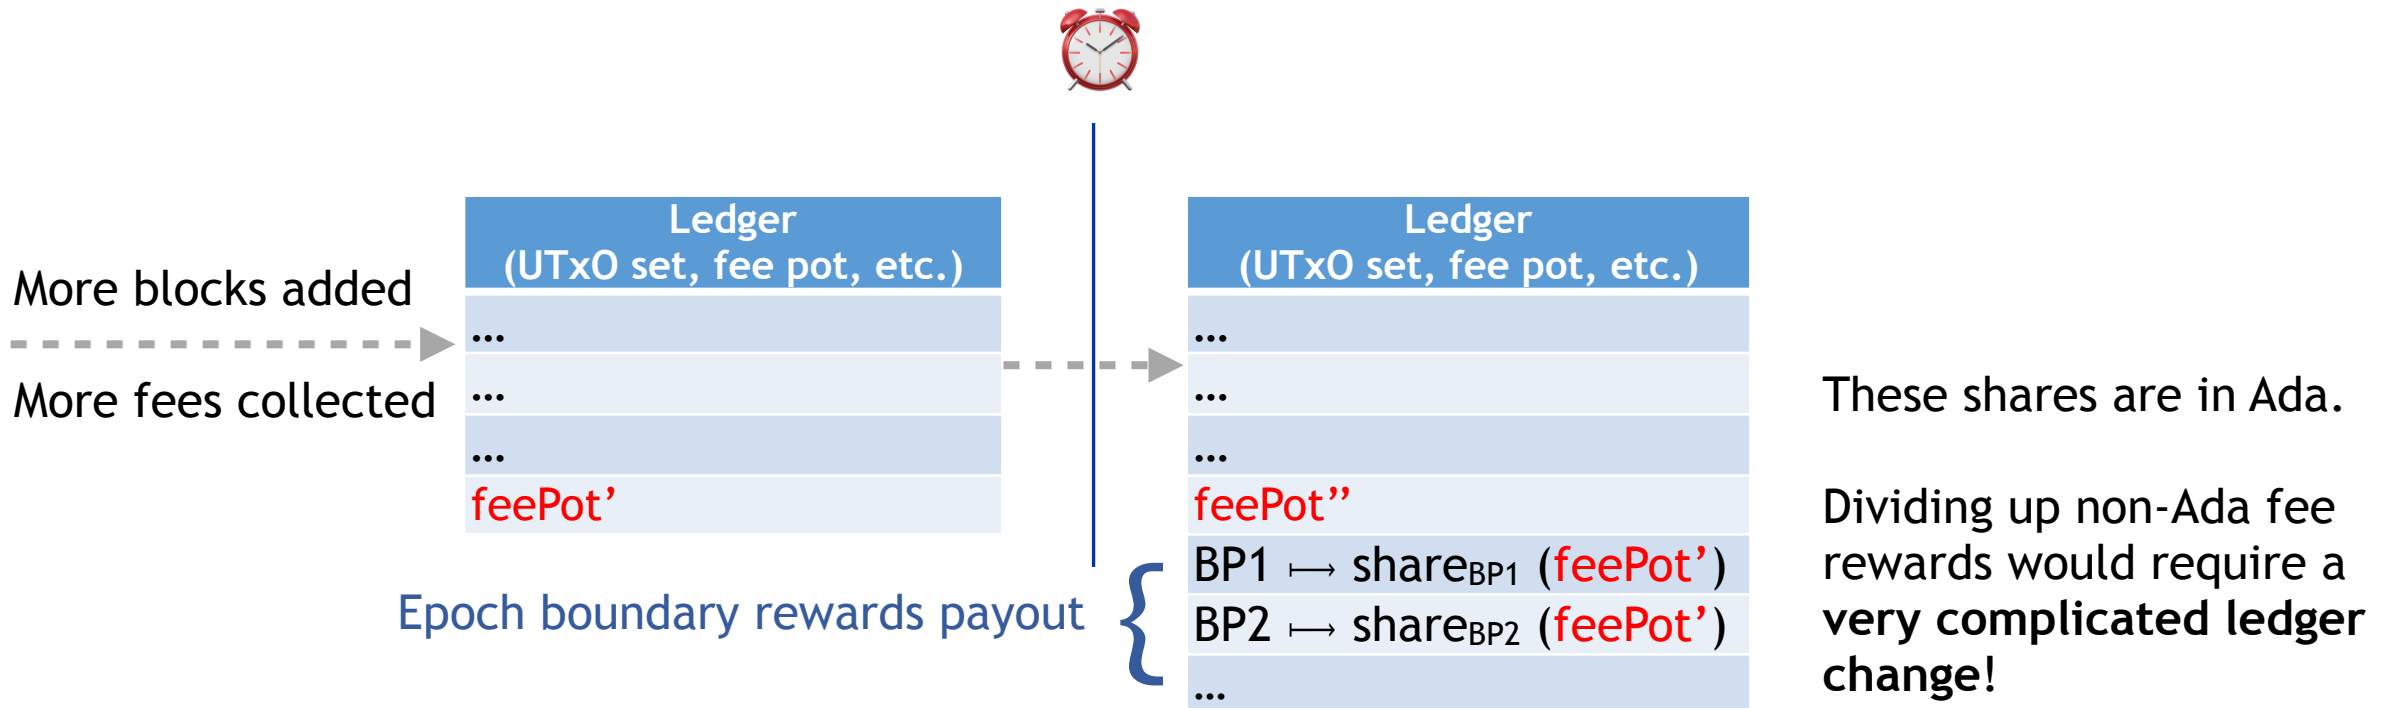 More blocks added
More fees collected
Ledger
(UTxO set, fee pot, etc.)
...
...
...
feePot’
Epoch boundary rewards payout
Ledger
(UTxO set, fee pot, etc.)
...
...
...
feePot’’
BP1 ⟼ shareBP1 (feePot’)
BP2 ⟼ shareBP2 (feePot’)
...
These shares are in Ada.
Dividing up non-Ada fee
rewards would require a
very complicated ledger
change!